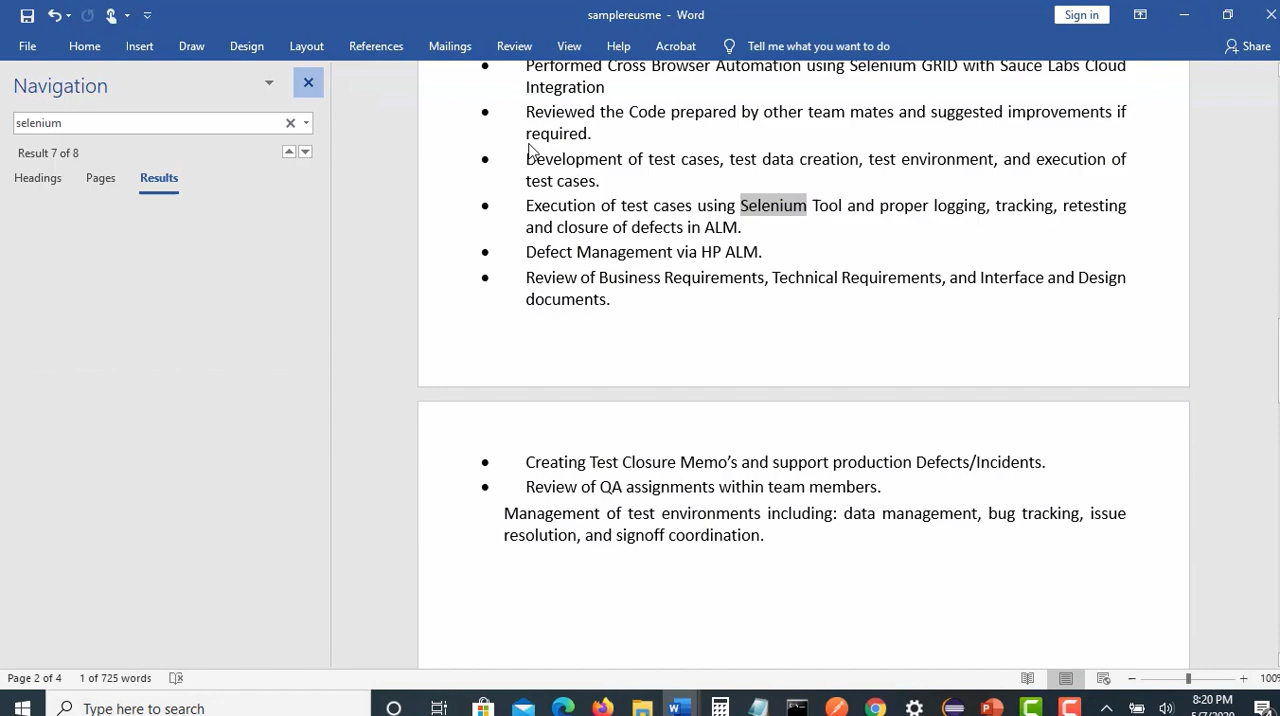 samplereusme - Word
Sign in
File Home Insert Draw Design Layout References Mailings Review View Help Acrobat Tell me what you want to do Share
Navigation
selenium
Result 7 of 8
Headings Pages Results
Performed Cross Browser Automation using Selenium GRID with Sauce Labs Cloud
Integration
Reviewed the Code prepared by other team mates and suggested improvements if
required.
Development of test cases, test data creation, test environment, and execution of
test cases.
Execution of test cases using Selenium Tool and proper logging, tracking, retesting
and closure of defects in ALM.
Defect Management via HP ALM.
Review of Business Requirements, Technical Requirements, and Interface and Design
documents.
Creating Test Closure Memo's and support production Defects/Incidents.
Review of QA assignments within team members.
Management of test environments including: data management, bug tracking, issue
resolution, and signoff coordination.
Page 2 of 4 1 of 725 words
100%
Type here to search
8:20 PM
5/7/2020